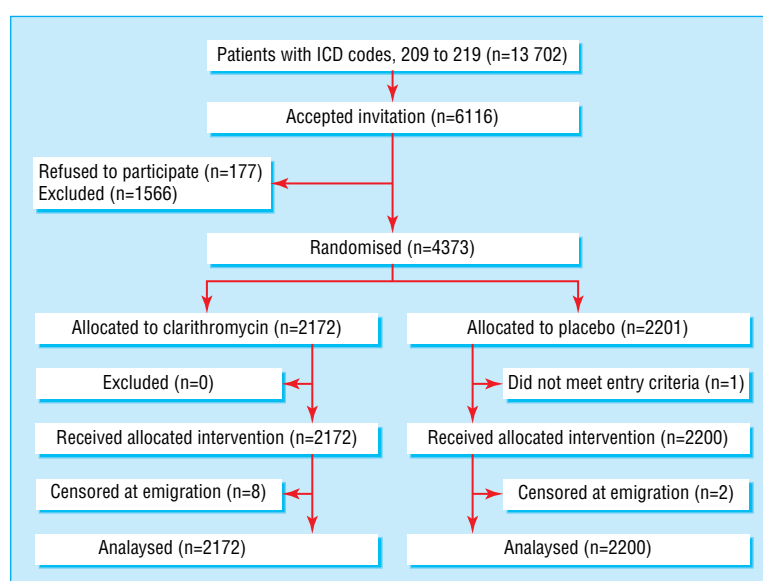 Patients with ICD codes, 209 to 219 (n=13 702)
Accepted invitation (n=6116)
Refused to participate (n=177)
Excluded (n=1566)
Randomised (n=4373)
Allocated to clarithromycin (n=2172)
Allocated to placebo (n=2201)
Excluded (n=0)
Did not meet entry criteria (n=1)
Received allocated intervention (n=2172)
Received allocated intervention (n=2200)
Censored at emigration (n=8)
Censored at emigration (n=2)
Analaysed (n=2172)
Analaysed (n=2200)